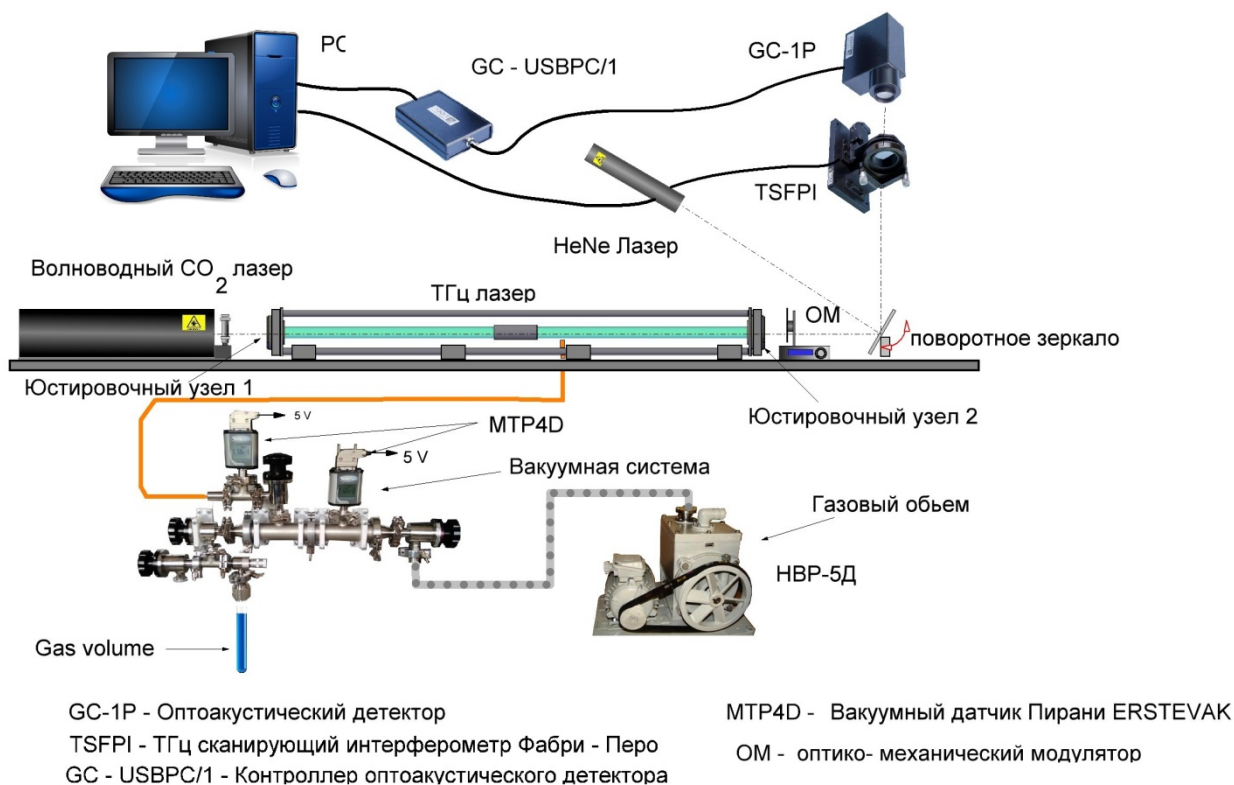 PC
GC - USBPC/1
GC-1P
TSFPI
HeNe Лазер
Волноводный CO2 лазер
ТГц лазер
ОМ
поворотное зеркало
Юстировочный узел 1
Юстировочный узел 2
5 V
MTP4D
5 V
Вакуумная система
Газовый обьем
НВР-5Д
Gas volume
GC-1P - Оптоакустический детектор
TSFPI - ТГц сканирующий интерферометр Фабри - Перо
GC - USBPC/1 - Контроллер оптоакустического детектора
MTP4D - Вакуумный датчик Пирани ERSTEVAK
ОМ - оптико- механический модулятор